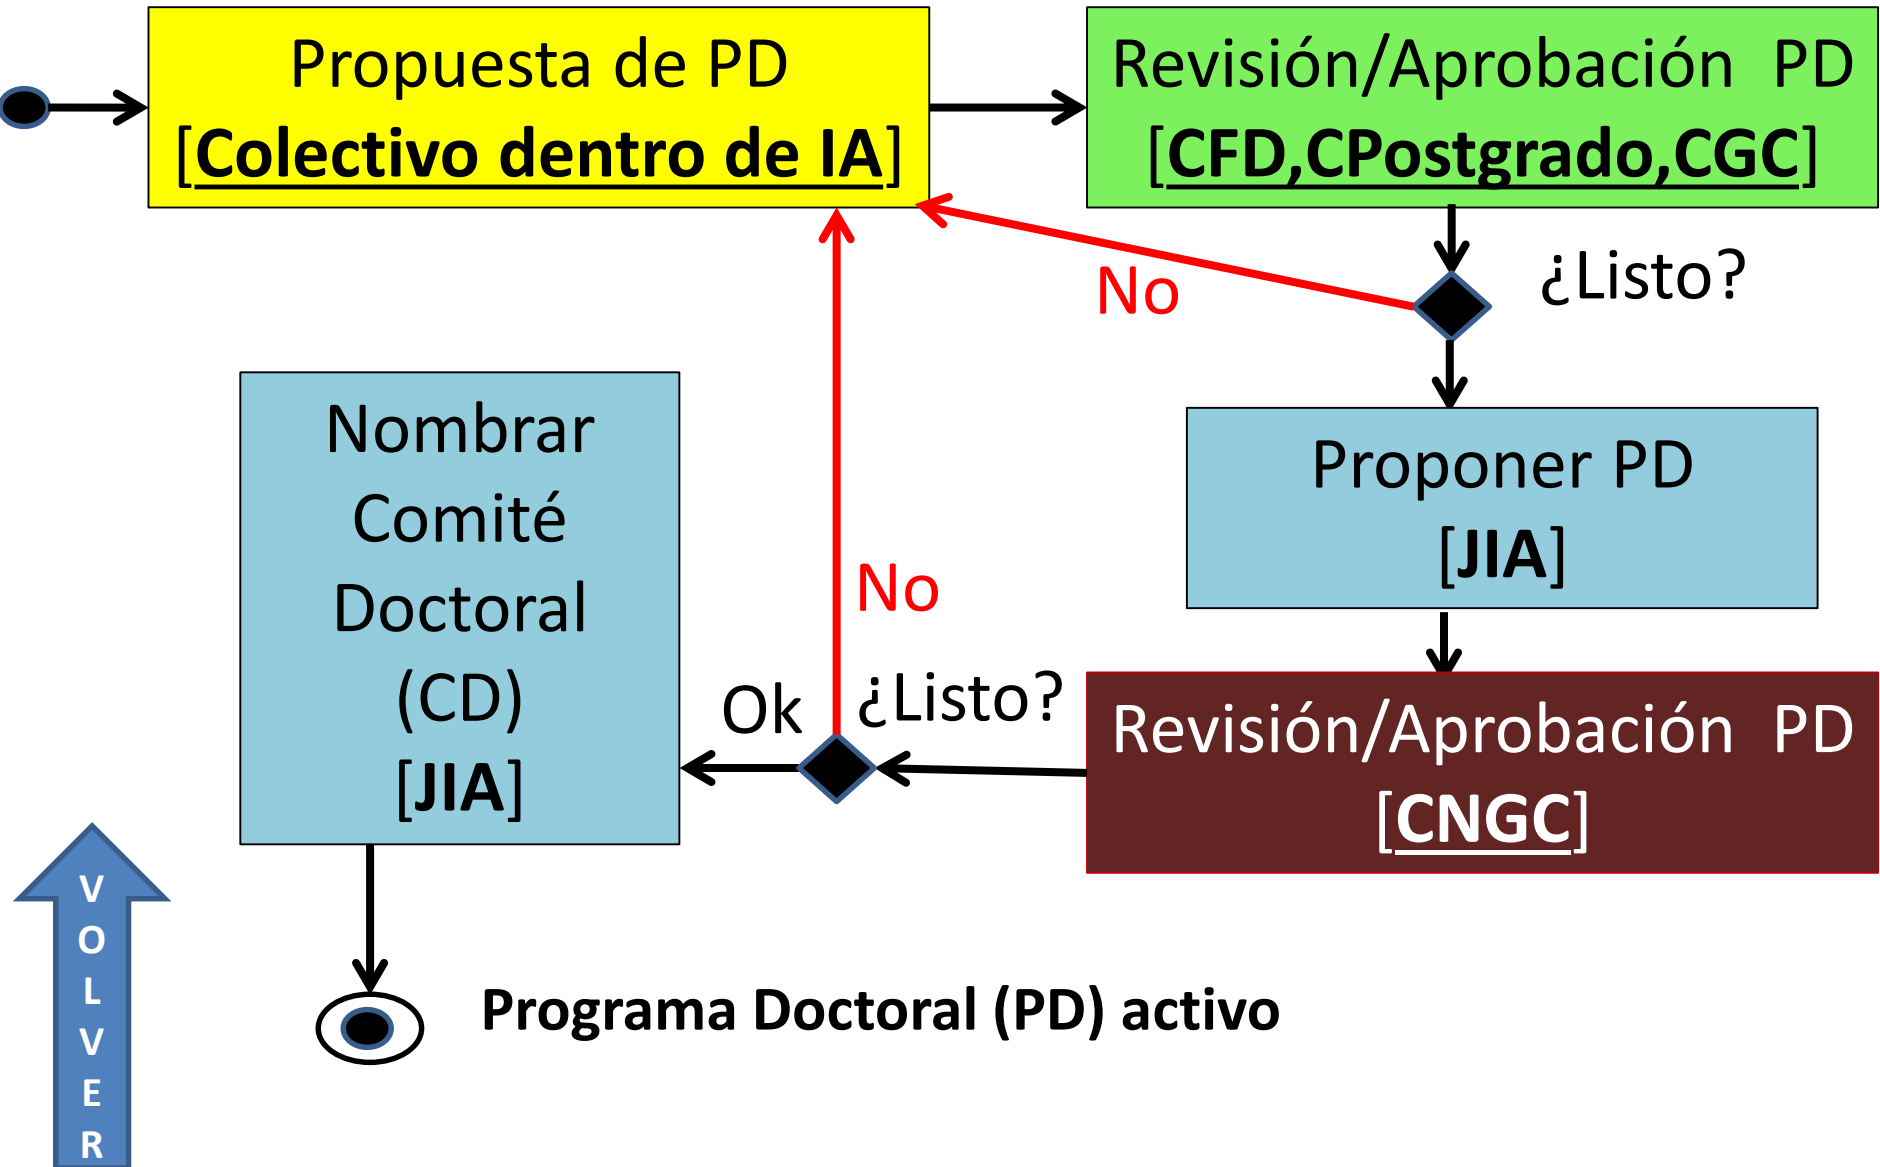 Propuesta de PD
[Colectivo dentro de IA]
Revisión/Aprobación PD
[CFD,CPostgrado,CGC]
¿Listo?
No
Proponer PD
[JIA]
Revisión/Aprobación PD
[CNGC]
¿Listo?
No
Ok
Nombrar
Comité
Doctoral
(CD)
[JIA]
Programa Doctoral (PD) activo
V
O
L
V
E
R